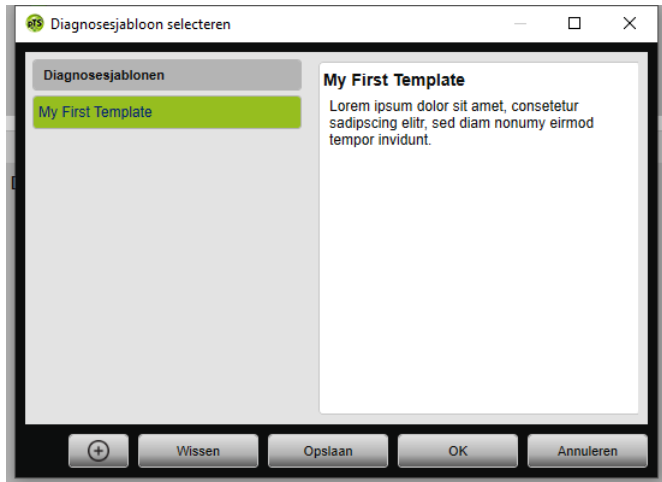 pTS Diagnosesjabloon selecteren
Diagnosesjablonen
My First Template
My First Template
Lorem ipsum dolor sit amet, consetetur
sadipscing elitr, sed diam nonumy eirmod
tempor invidunt.
Wissen
Opslaan
OK
Annuleren